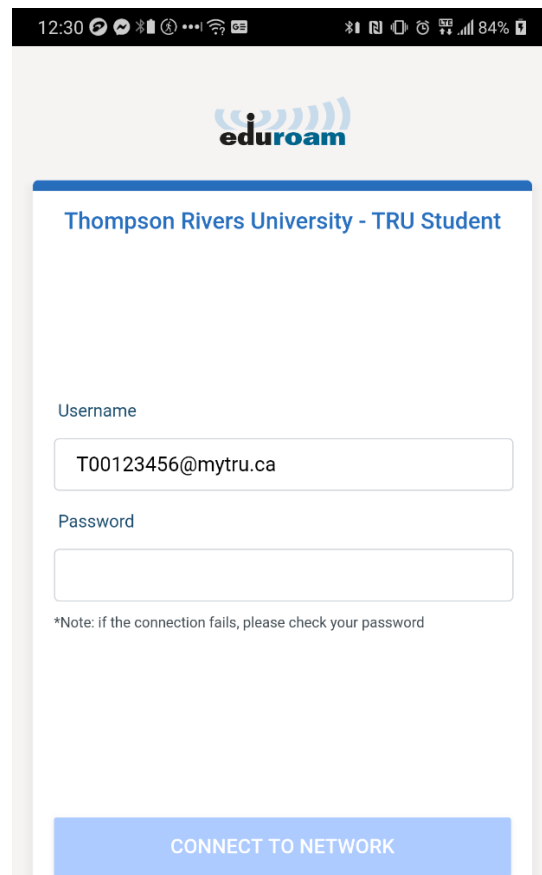 12:30 84%
eduroam
Thompson Rivers University - TRU Student
Username
T00123456@mytru.ca
Password
*Note: if the connection fails, please check your password
CONNECT TO NETWORK